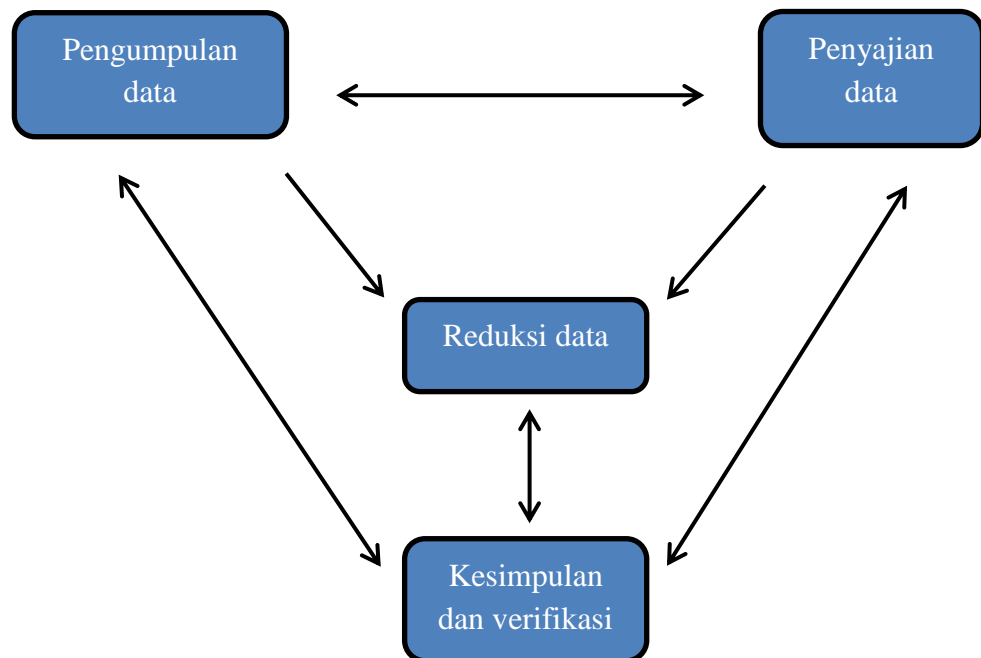 Pengumpulan
data
Penyajian
data
Reduksi data
Kesimpulan
dan verifikasi